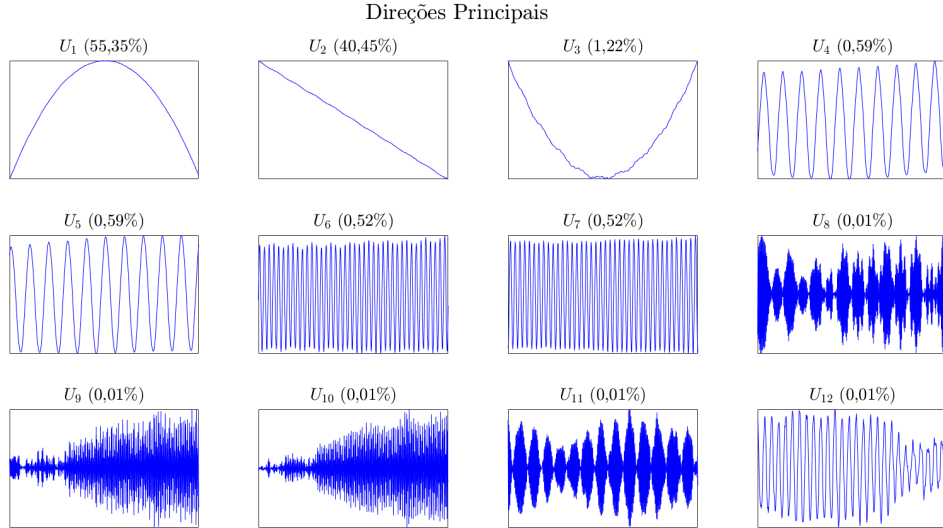 Direções Principais
U₁ (55,35%) U₂ (40,45%) U₃ (1,22%) U₄ (0,59%)
U₅ (0,59%) U₆ (0,52%) U₇ (0,52%) U₈ (0,01%)
U₉ (0,01%) U₁₀ (0,01%) U₁₁ (0,01%) U₁₂ (0,01%)